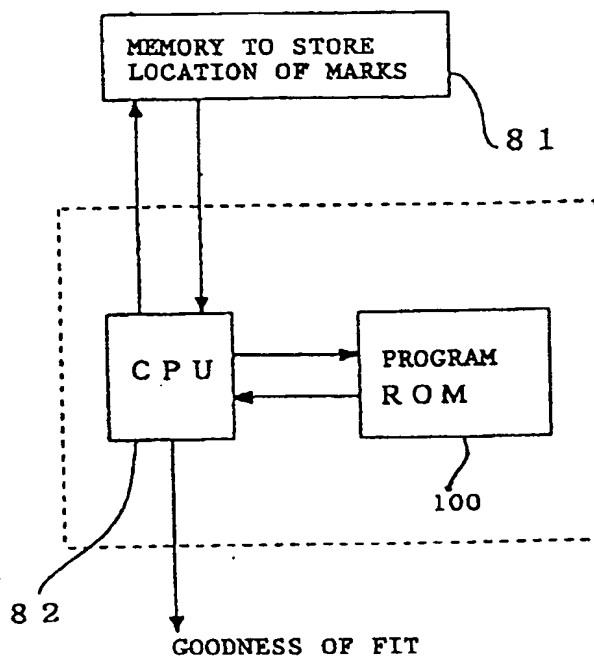 MEMORY TO STORE
LOCATION OF MARKS
81
CPU
PROGRAM
ROM
100
82
GOODNESS OF FIT